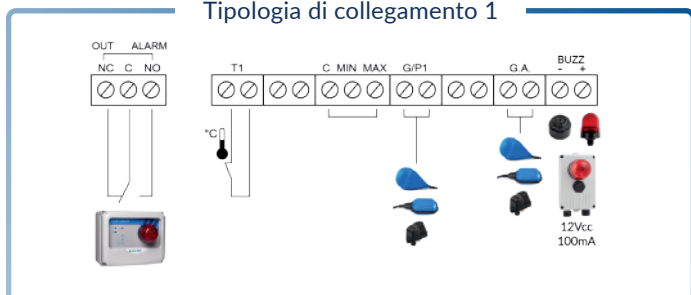 Tipologia di collegamento 1
OUT ALARM
NC C NO
T1
C MIN MAX
G/P1
G.A.
BUZZ
- +
°C
12Vcc
100mA